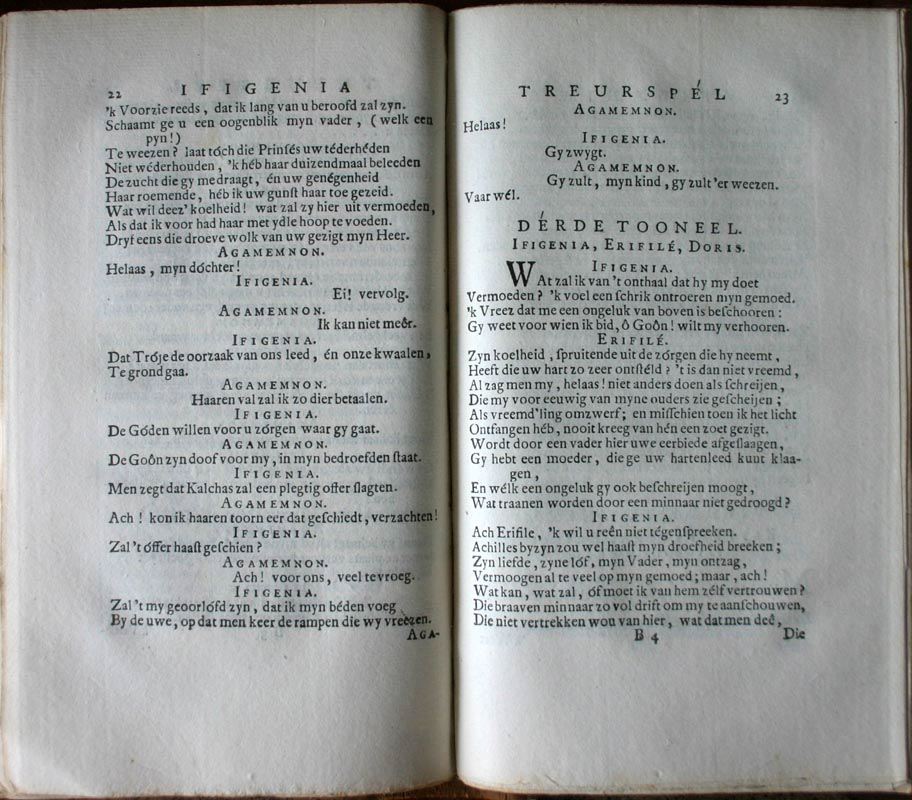 22 IFIGENIA
'k Voorzie reeds, dat ik lang van u beroofd zal zyn.
Schaamt ge u een oogenblik myn vader, (welk een
pyn!)
Te weezen? laat tóch die Prinsés uw téderhéden
Niet wéderhouden, 'k héb haar duizendmaal beleeden
De zucht die gy me draagt, én uw genégenheid
Haar roemende, héb ik uw gunst haar toe gezeid.
Wat wil deez' koelheid! wat zal zy hier uit vermoeden,
Als dat ik voor had haar met ydle hoop te voeden.
Dryf eens die droeve wolk van uw gezigt myn Heer.
AGAMEMNON.
Helaas, myn dóchter!
IFIGENIA.
Ei! vervolg.
AGAMEMNON.
Ik kan niet meêr.
IFIGENIA.
Dat Tróje de oorzaak van ons leed, én onze kwaalen,
Te grond gaa.
AGAMEMNON.
Haaren val zal ik zo dier betaalen.
IFIGENIA.
De Góden willen voor u zórgen waar gy gaat.
AGAMEMNON.
De Goôn zyn doof voor my, in myn bedroefden staat.
IFIGENIA.
Men zegt dat Kalchas zal een plegtig offer slagten.
AGAMEMNON.
Ach! kon ik haaren toorn eer dat geschiedt, verzachten!
IFIGENIA.
Zal 't óffer haast geschien?
AGAMEMNON.
Ach! voor ons, veel te vroeg.
IFIGENIA.
Zal 't my geoorlófd zyn, dat ik myn béden voeg
By de uwe, op dat men keer de rampen die wy vreezen.
AGA-
TREURSPÉL 23
AGAMEMNON.
Helaas!
IFIGENIA.
Gy zwygt.
AGAMEMNON.
Gy zult, myn kind, gy zult 'er weezen.
Vaar wél.
DÉRDE TOONEEL.
IFIGENIA, ERIFILÉ, DORIS.
IFIGENIA.
WAt zal ik van 't onthaal dat hy my doet
Vermoeden? 'k voel een schrik ontroeren myn gemoed.
'k Vreez dat me een ongeluk van boven is beschooren:
Gy weet voor wien ik bid, ô Goôn! wilt my verhooren.
ERIFILÉ.
Zyn koelheid, spruitende uit de zórgen die hy neemt,
Heeft die uw hart zo zeer ontstéld? 't is dan niet vreemd,
Al zag men my, helaas! niet anders doen als schreijen,
Die my voor eeuwig van myne ouders zie gescheijen;
Als vreemd'ling omzwerf; en misschien toen ik het licht
Ontfangen héb, nooit kreeg van hén een zoet gezigt.
Wordt door een vader hier uwe eerbiede afgeslaagen,
Gy hebt een moeder, die ge uw hartenleed kunt klaa-
gen,
En wélk een ongeluk gy ook beschreijen moogt,
Wat traanen worden door een minnaar niet gedroogd?
IFIGENIA.
Ach Erifile, 'k wil u reên niet tégenspreeken.
Achilles byzyn zou wel haast myn droefheid breeken;
Zyn liefde, zyne lóf, myn Vader, myn ontzag,
Vermoogen al te veel op myn gemoed; maar, ach!
Wat kan, wat zal, óf moet ik van hem zélf vertrouwen?
Die braaven minnaar zo vol drift om my te aanschouwen,
Die niet vertrekken wou van hier, wat dat men deê,
B 4 Die